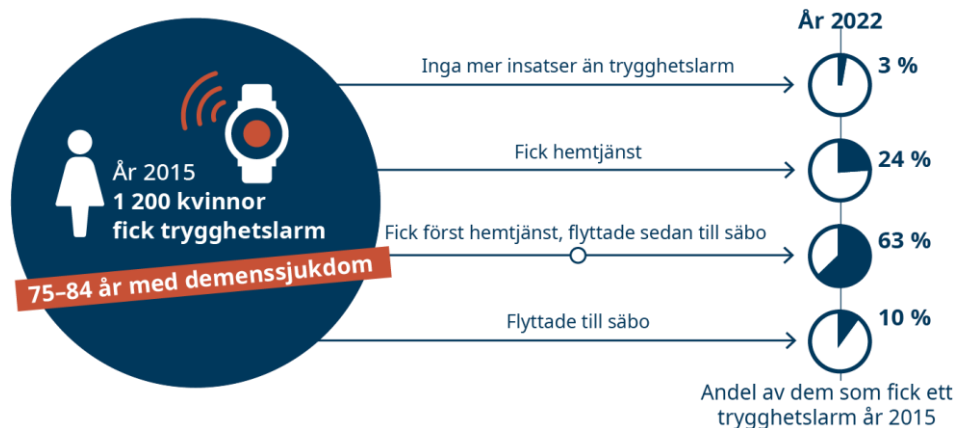 År 2022
Inga mer insatser än trygghetslarm
3 %
År 2015
1 200 kvinnor
fick trygghetslarm
75–84 år med demenssjukdom
Fick hemtjänst
24 %
Fick först hemtjänst, flyttade sedan till säbo
63 %
Flyttade till säbo
10 %
Andel av dem som fick ett
trygghetslarm år 2015